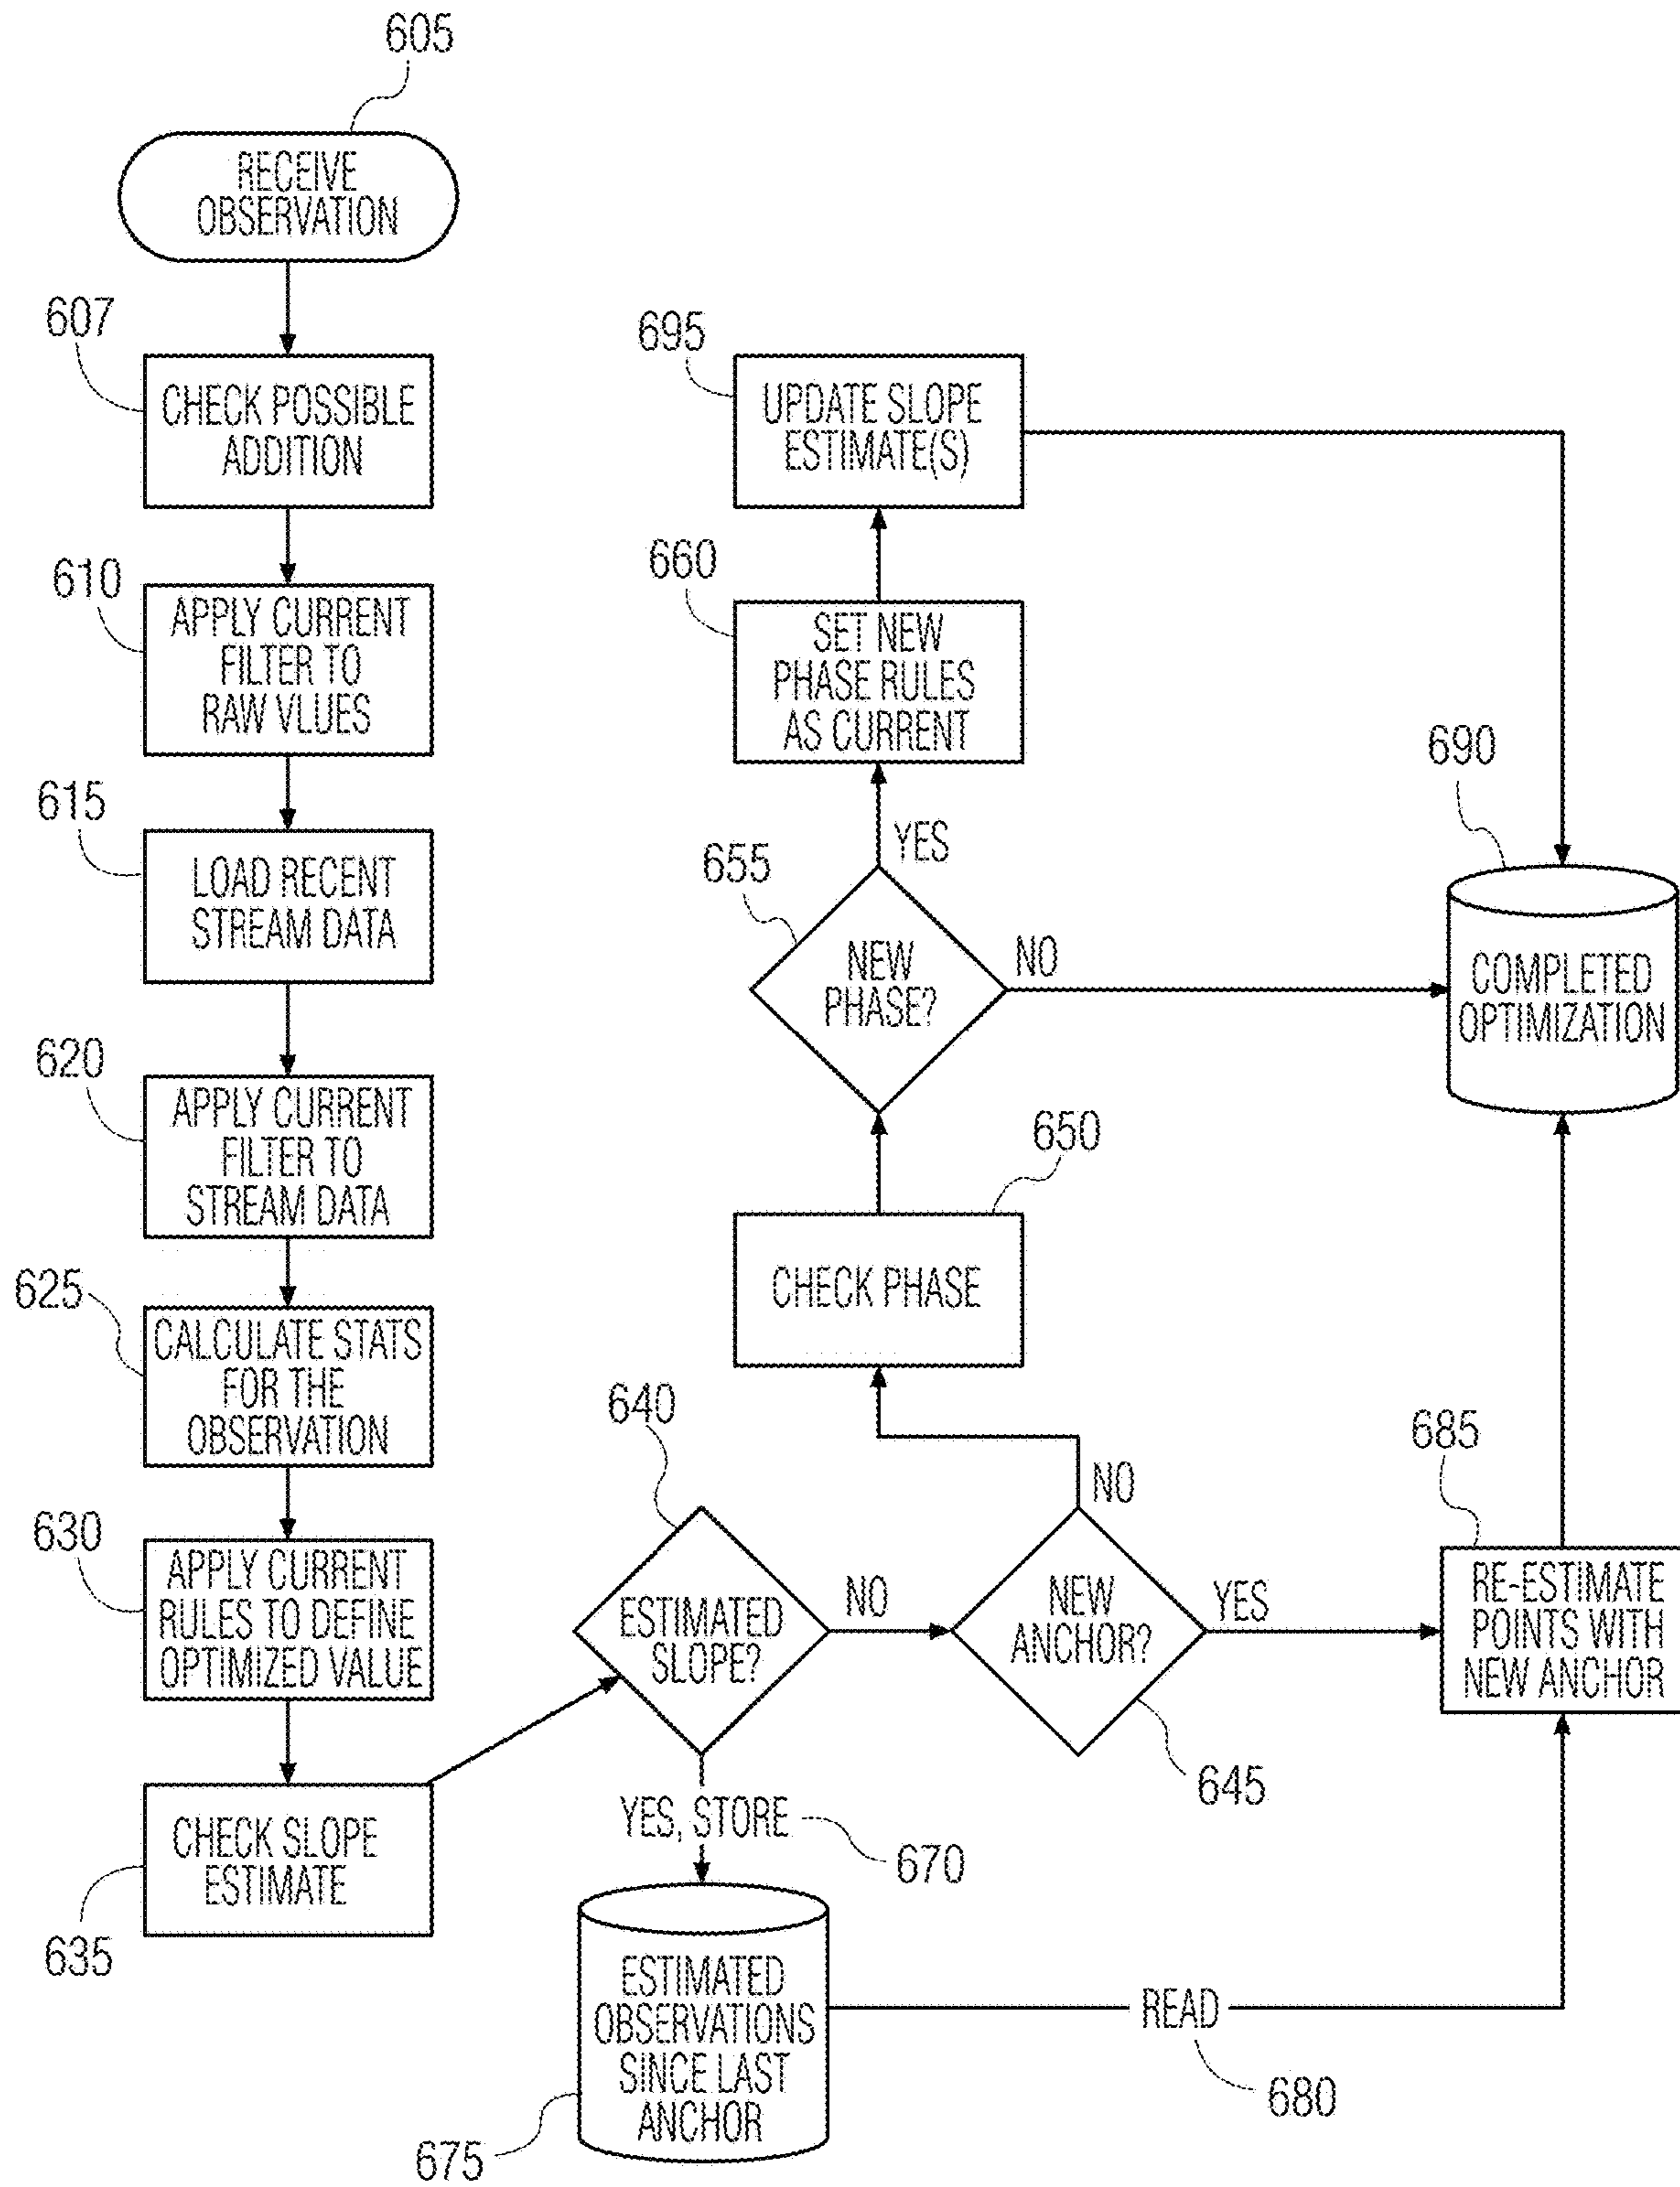 605
RECEIVE
OBSERVATION
607
CHECK POSSIBLE
ADDITION
610
APPLY CURRENT
FILTER TO
RAW VLUES
615
LOAD RECENT
STREAM DATA
620
APPLY CURRENT
FILTER TO
STREAM DATA
625
CALCULATE STATS
FOR THE
OBSERVATION
630
APPLY CURRENT
RULES TO DEFINE
OPTIMIZED VALUE
CHECK SLOPE
ESTIMATE
635
695
UPDATE SLOPE
ESTIMATE(S)
660
SET NEW
PHASE RULES
AS CURRENT
YES
655
NEW
PHASE?
NO
690
COMPLETED
OPTIMIZATION
650
CHECK PHASE
640
ESTIMATED
SLOPE?
NO
NO
NEW
ANCHOR?
YES
645
685
RE-ESTIMATE
POINTS WITH
NEW ANCHOR
YES, STORE
670
ESTIMATED
OBSERVATIONS
SINCE LAST
ANCHOR
675
READ
680